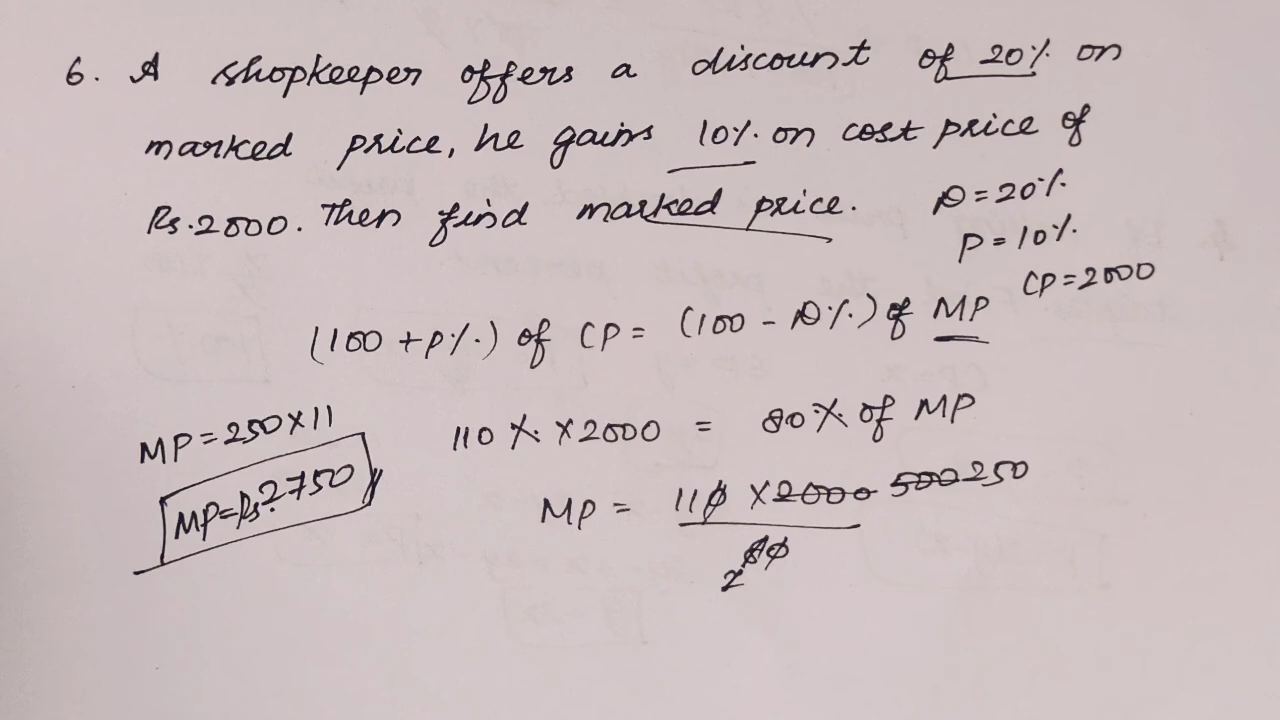 6. A shopkeeper offers a discount of 20% on
marked price, he gains 10% on cost price of
Rs.2000. Then find marked price.
D=20%
P=10%
CP=2000
(100+P%) of CP = (100-D%) of MP
110% × 2000 = 80% of MP
MP = 110 × 2000 500 250
80
2
MP=250×11
MP=Rs.2750